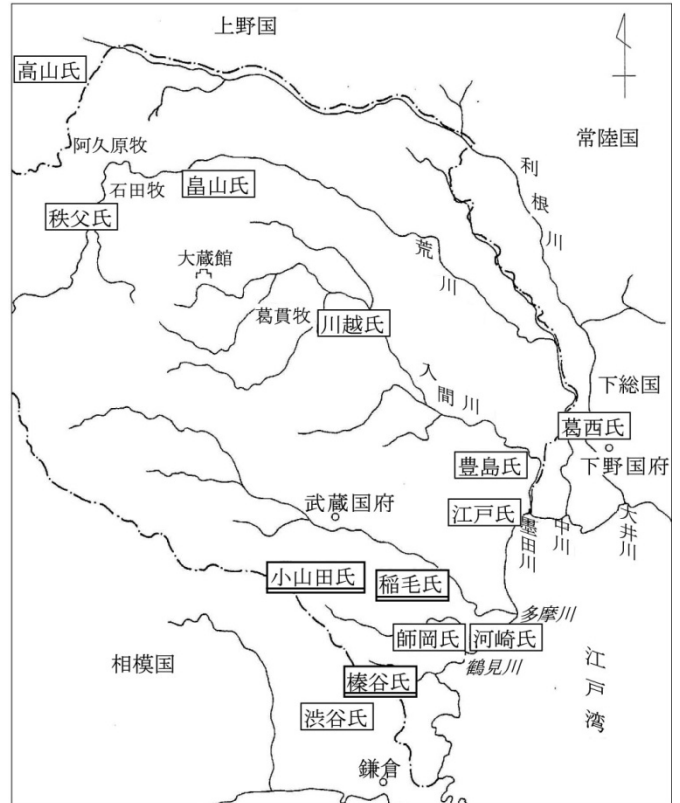 上野国
高山氏
常陸国
阿久原牧
利根川
石田牧
畠山氏
秩父氏
荒川
大蔵館
葛貫牧
川越氏
入間川
下総国
葛西氏
豊島氏
下野国府
武蔵国府
江戸氏
墨田川
中川
大井川
小山田氏
稲毛氏
多摩川
師岡氏
河崎氏
相模国
鶴見川
江戸湾
榛谷氏
渋谷氏
鎌倉